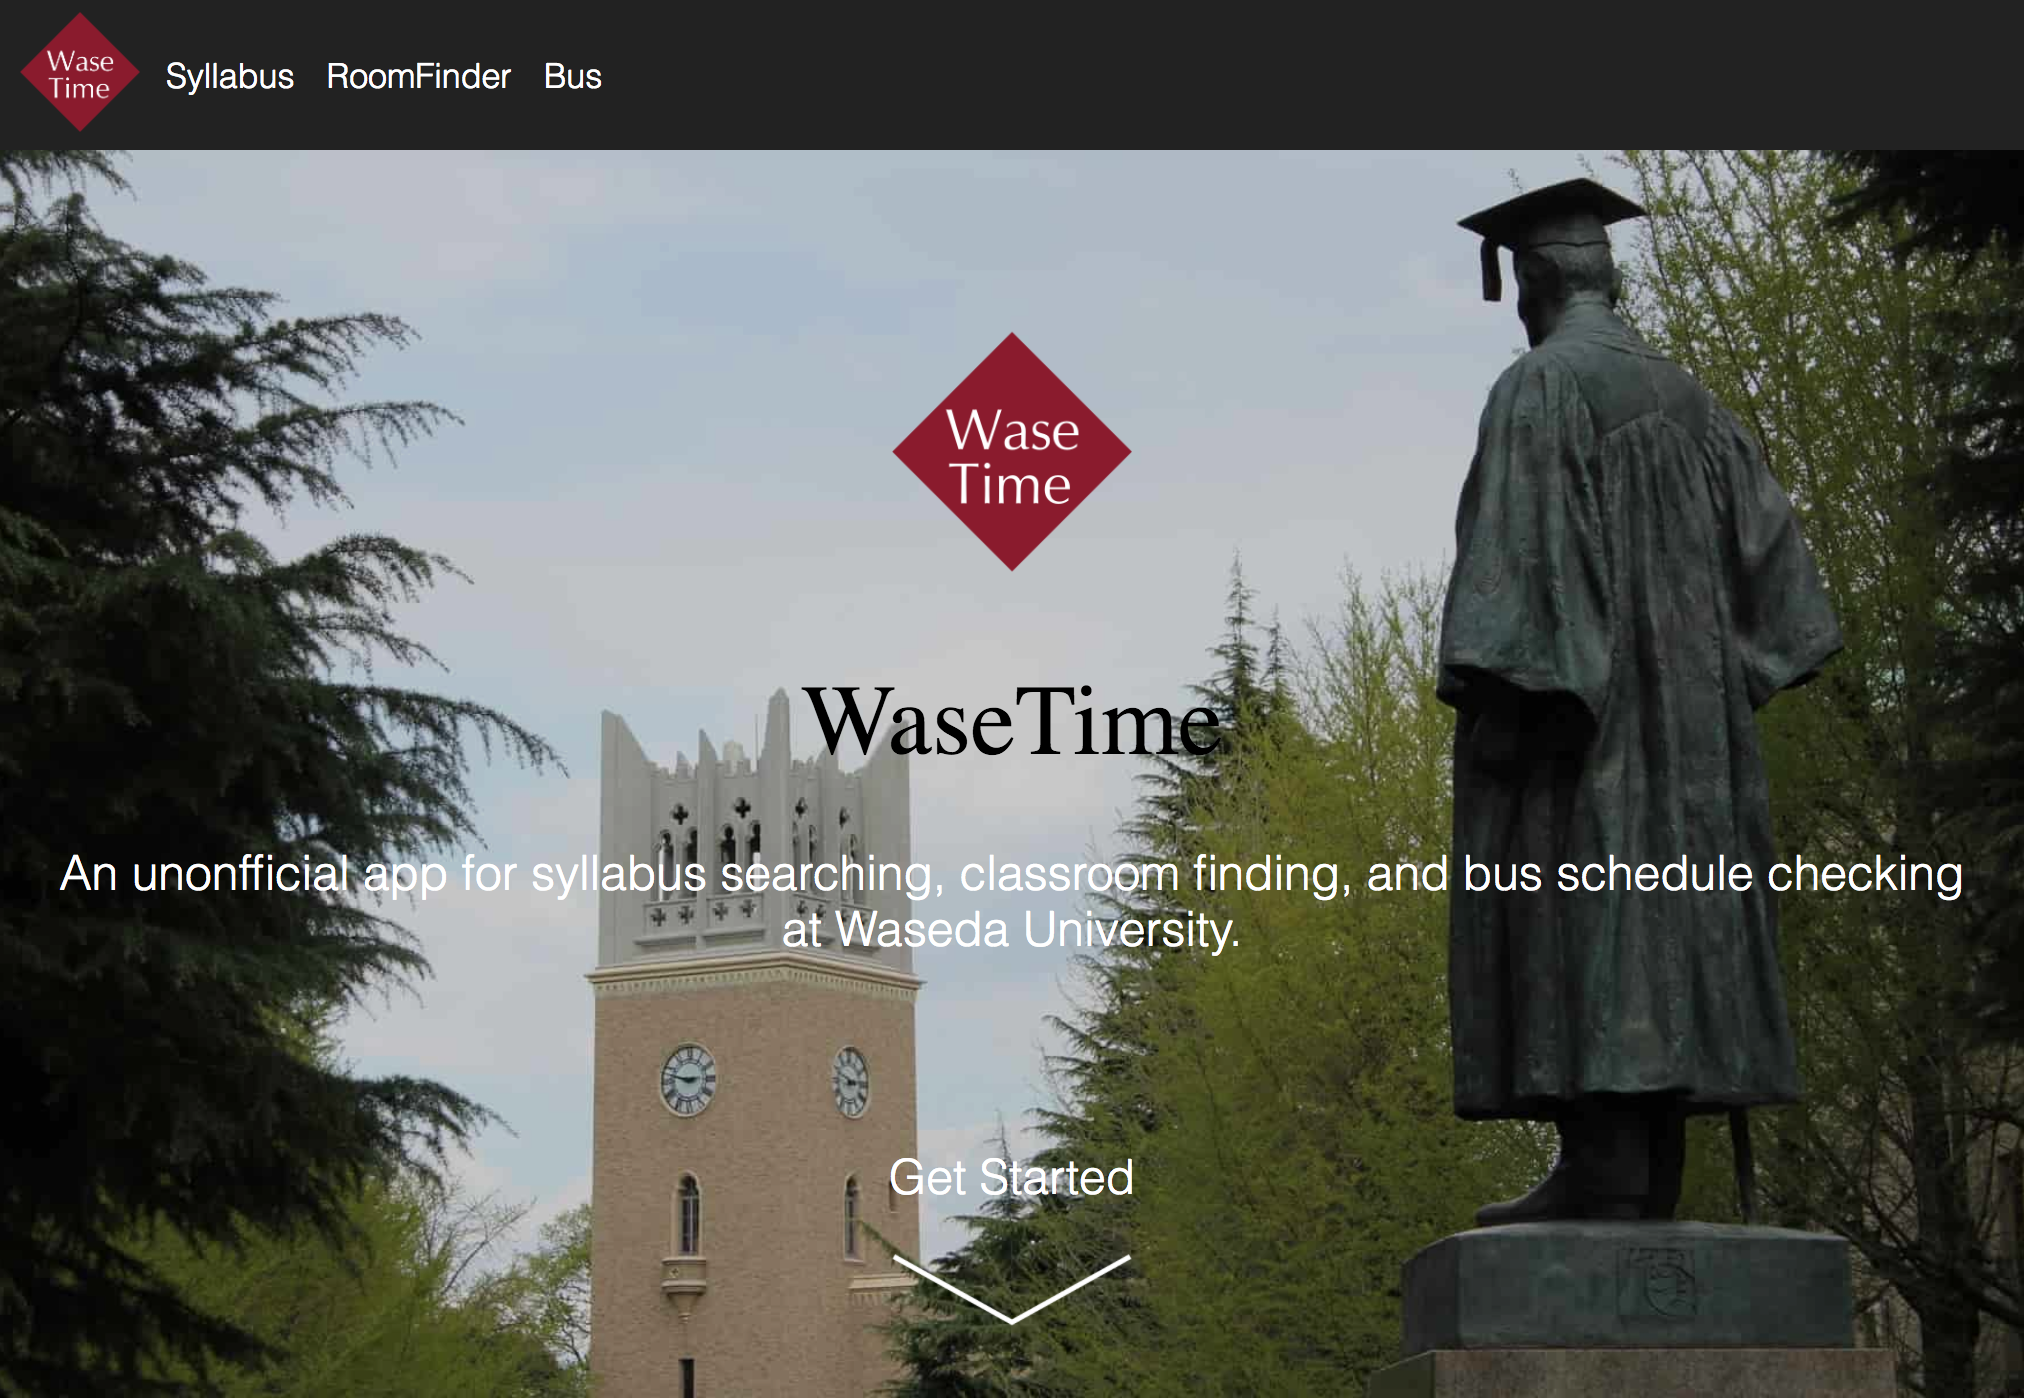 Wase
Time
Syllabus RoomFinder Bus
Wase
Time
WaseTime
An unonfficial app for syllabus searching, classroom finding, and bus schedule checking
at Waseda University.
Get Started